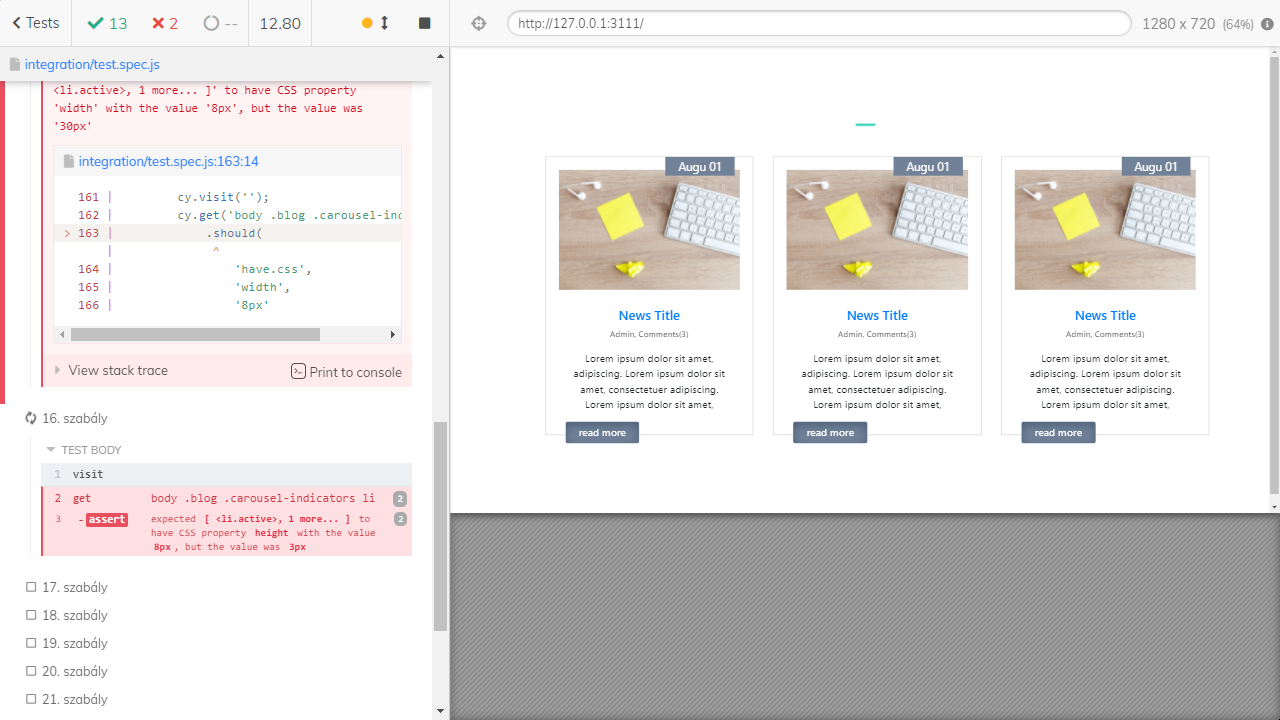 Tests
13
2
--
12.80
http://127.0.0.1:3111/
1280 x 720 (64%)
integration/test.spec.js
<li.active>, 1 more... ]' to have CSS property
'width' with the value '8px', but the value was
'30px'
integration/test.spec.js:163:14
161 | cy.visit('');
162 | cy.get('body .blog .carousel-ind
> 163 | .should(
| ^
164 | 'have.css',
165 | 'width',
166 | '8px'
View stack trace
Print to console
16. szabály
TEST BODY
1 visit
2 get body .blog .carousel-indicators li 2
3 -assert expected [ <li.active>, 1 more... ] to 2
have CSS property height with the value
8px, but the value was 3px
17. szabály
18. szabály
19. szabály
20. szabály
21. szabály
Augu 01
News Title
Admin, Comments(3)
Lorem ipsum dolor sit amet,
adipiscing. Lorem ipsum dolor sit
amet, consectetuer adipiscing.
Lorem ipsum dolor sit amet,
read more
Augu 01
News Title
Admin, Comments(3)
Lorem ipsum dolor sit amet,
adipiscing. Lorem ipsum dolor sit
amet, consectetuer adipiscing.
Lorem ipsum dolor sit amet,
read more
Augu 01
News Title
Admin, Comments(3)
Lorem ipsum dolor sit amet,
adipiscing. Lorem ipsum dolor sit
amet, consectetuer adipiscing.
Lorem ipsum dolor sit amet,
read more